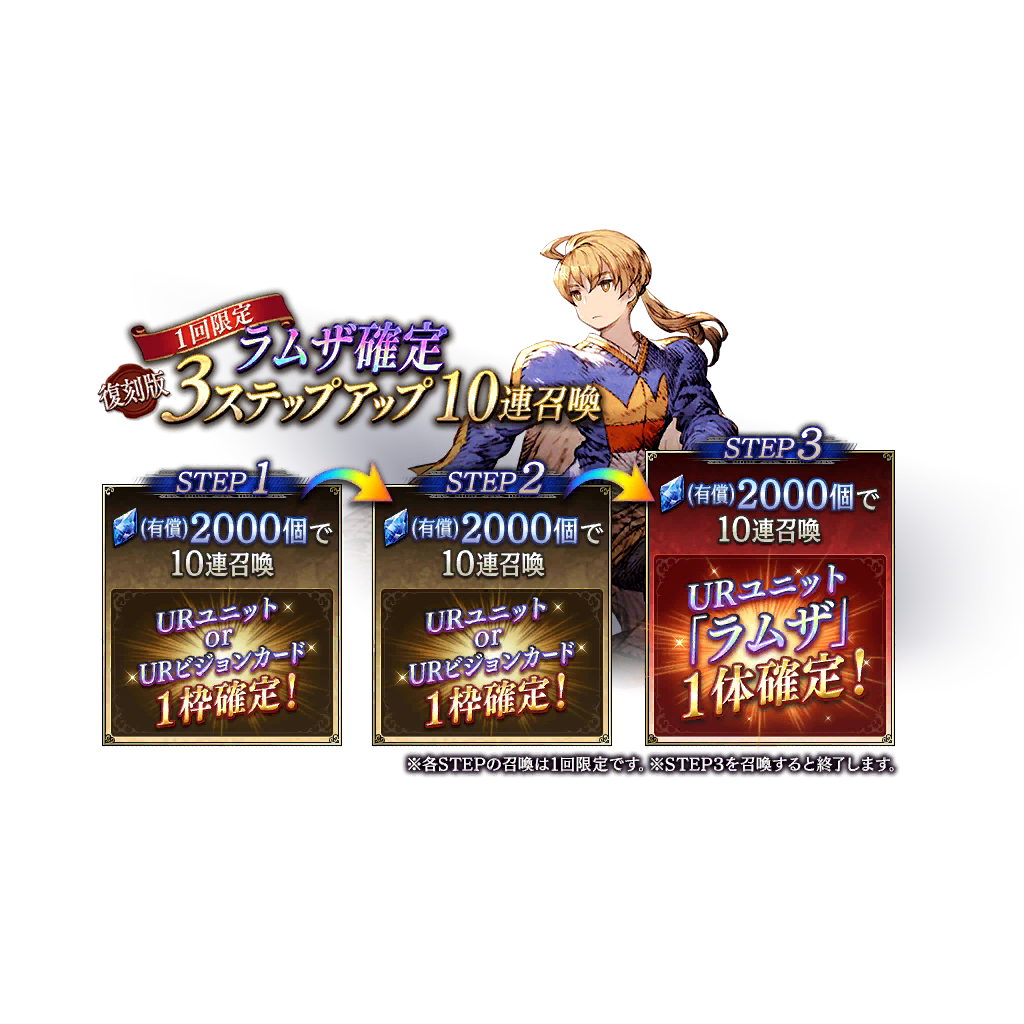 1回限定
ラムザ確定
復刻版
3ステップアップ10連召喚
STEP1
(有償)2000個で
10連召喚
URユニット
or
URビジョンカード
1枠確定!
STEP2
(有償)2000個で
10連召喚
URユニット
or
URビジョンカード
1枠確定!
STEP3
(有償)2000個で
10連召喚
URユニット
「ラムザ」
1体確定!
※各STEPの召喚は1回限定です。※STEP3を召喚すると終了します。